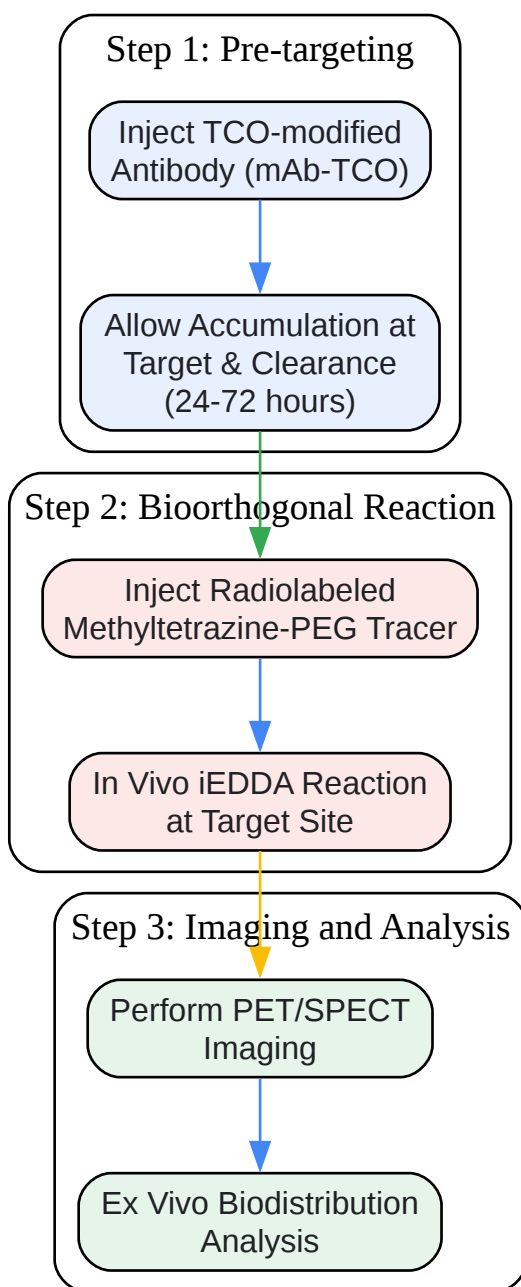 Step 1: Pre-targeting
Inject TCO-modified
Antibody (mAb-TCO)
Allow Accumulation at
Target & Clearance
(24-72 hours)
Step 2: Bioorthogonal Reaction
Inject Radiolabeled
Methyltetrazine-PEG Tracer
In Vivo iEDDA Reaction
at Target Site
Step 3: Imaging and Analysis
Perform PET/SPECT
Imaging
Ex Vivo Biodistribution
Analysis